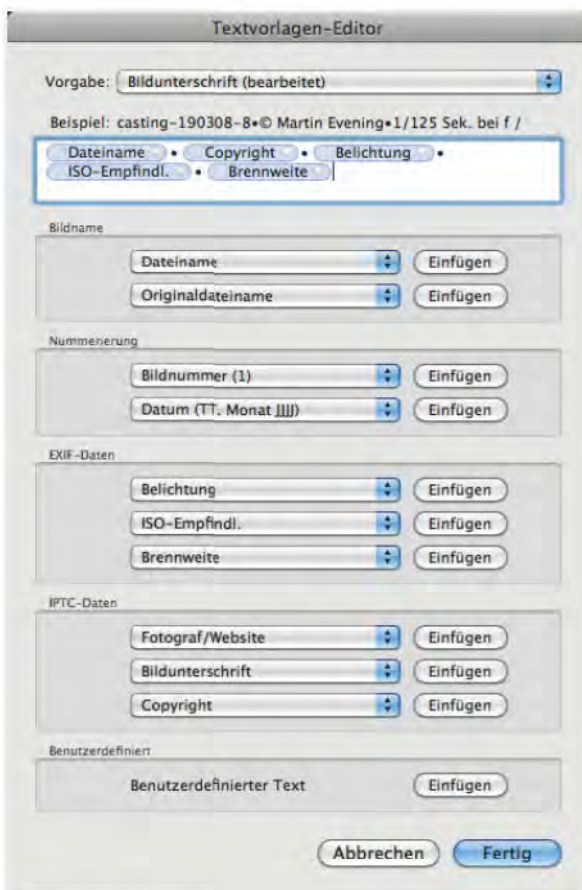 Textvorlagen-Editor
Vorgabe: Bildunterschrift (bearbeitet)
Beispiel: casting-190308-8•© Martin Evening•1/125 Sek. bei f /
Dateiname • Copyright • Belichtung •
ISO-Empfindl. • Brennweite
Bildname
Dateiname Einfügen
Originaldateiname Einfügen
Nummerierung
Bildnummer (1) Einfügen
Datum (TT. Monat JJJJ) Einfügen
EXIF-Daten
Belichtung Einfügen
ISO-Empfindl. Einfügen
Brennweite Einfügen
IPTC-Daten
Fotograf/Website Einfügen
Bildunterschrift Einfügen
Copyright Einfügen
Benutzerdefiniert
Benutzerdefinierter Text Einfügen
Abbrechen Fertig